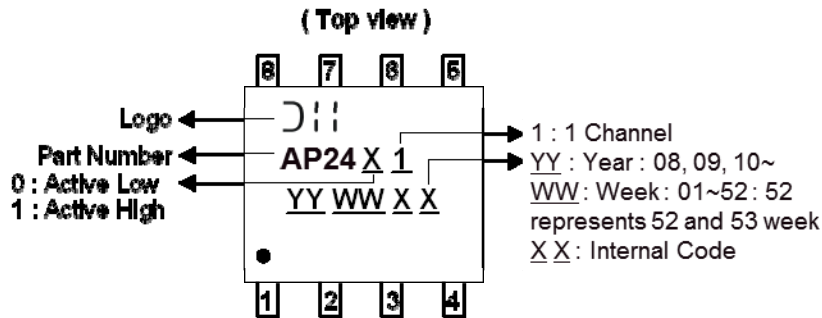 ( Top view )
8 7 6 5
Logo
Part Number
0 : Active Low
1 : Active High
AP24 X 1
YY WW X X
1 : 1 Channel
YY : Year : 08, 09, 10~
WW : Week : 01~52 : 52
represents 52 and 53 week
X X : Internal Code
1 2 3 4